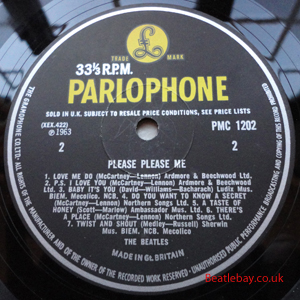 TRADE MARK
33⅓ R.P.M.
PARLOPHONE
SOLD IN U.K. SUBJECT TO RESALE PRICE CONDITIONS, SEE PRICE LISTS
(XEX.422)
℗1963
PMC 1202
2
2
PLEASE PLEASE ME
1. LOVE ME DO (McCartney—Lennon) Ardmore & Beechwood Ltd.
2. P.S. I LOVE YOU (McCartney—Lennon) Ardmore & Beechwood
Ltd. 3. BABY IT'S YOU (David—Williams—Bacharach) Ludic Mus.
BIEM, Mecolico, NCB. 4. DO YOU WANT TO KNOW A SECRET
(McCartney—Lennon) Northern Songs Ltd. 5. A TASTE OF
HONEY (Scott—Marlow) Ambassador Mus. Ltd. 6. THERE'S
A PLACE (McCartney—Lennon) Northern Songs Ltd.
7. TWIST AND SHOUT (Medley—Russell) Sherwin
Mus. BIEM, NCB, Mecolico
THE BEATLES
MADE IN GT. BRITAIN
THE GRAMOPHONE CO. LTD. ALL RIGHTS OF THE MANUFACTURER AND OF THE OWNER OF THE RECORDED WORK RESERVED. UNAUTHORISED PUBLIC PERFORMANCE, BROADCASTING AND COPYING OF THIS RECORD PROHIBITED
Beatlebay.co.uk